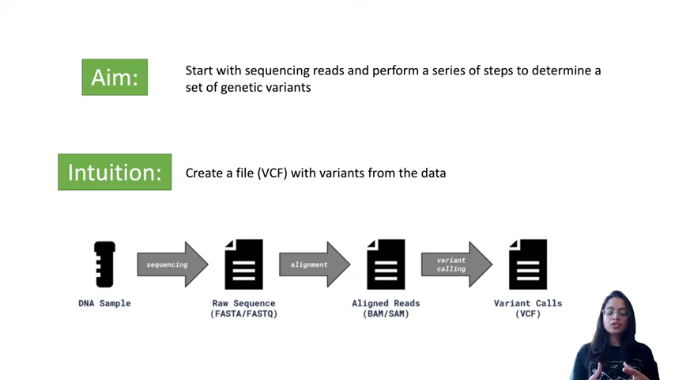 Aim:
Start with sequencing reads and perform a series of steps to determine a
set of genetic variants
Intuition:
Create a file (VCF) with variants from the data
sequencing
alignment
variant
calling
DNA Sample
Raw Sequence
(FASTA/FASTQ)
Aligned Reads
(BAM/SAM)
Variant Calls
(VCF)